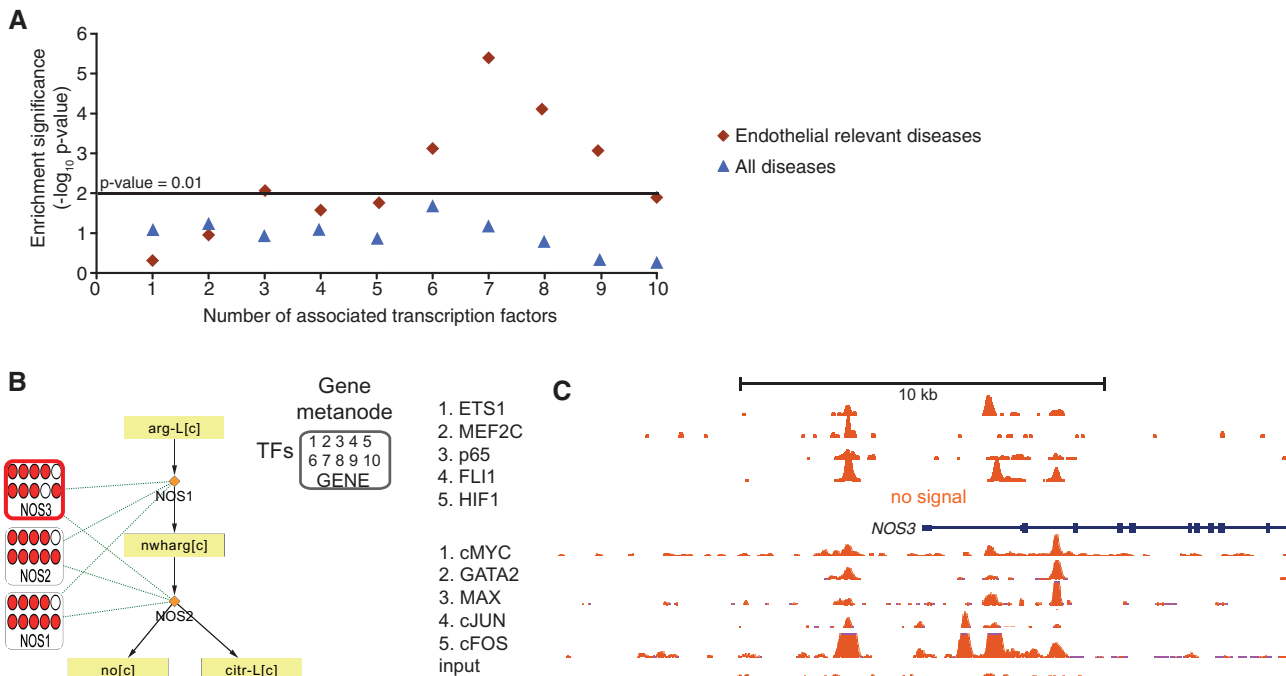 A
Enrichment significance
(-log10 p-value)
6
5
4
3
2
1
0
p-value = 0.01
0 1 2 3 4 5 6 7 8 9 10
Number of associated transcription factors
Endothelial relevant diseases
All diseases
B
arg-L[c]
NOS1
nwharg[c]
NOS2
no[c]
citr-L[c]
NOS3
NOS2
NOS1
Gene
metanode
TFs
1 2 3 4 5
6 7 8 9 10
GENE
1. ETS1
2. MEF2C
3. p65
4. FLI1
5. HIF1
1. cMYC
2. GATA2
3. MAX
4. cJUN
5. cFOS
input
C
10 kb
no signal
NOS3